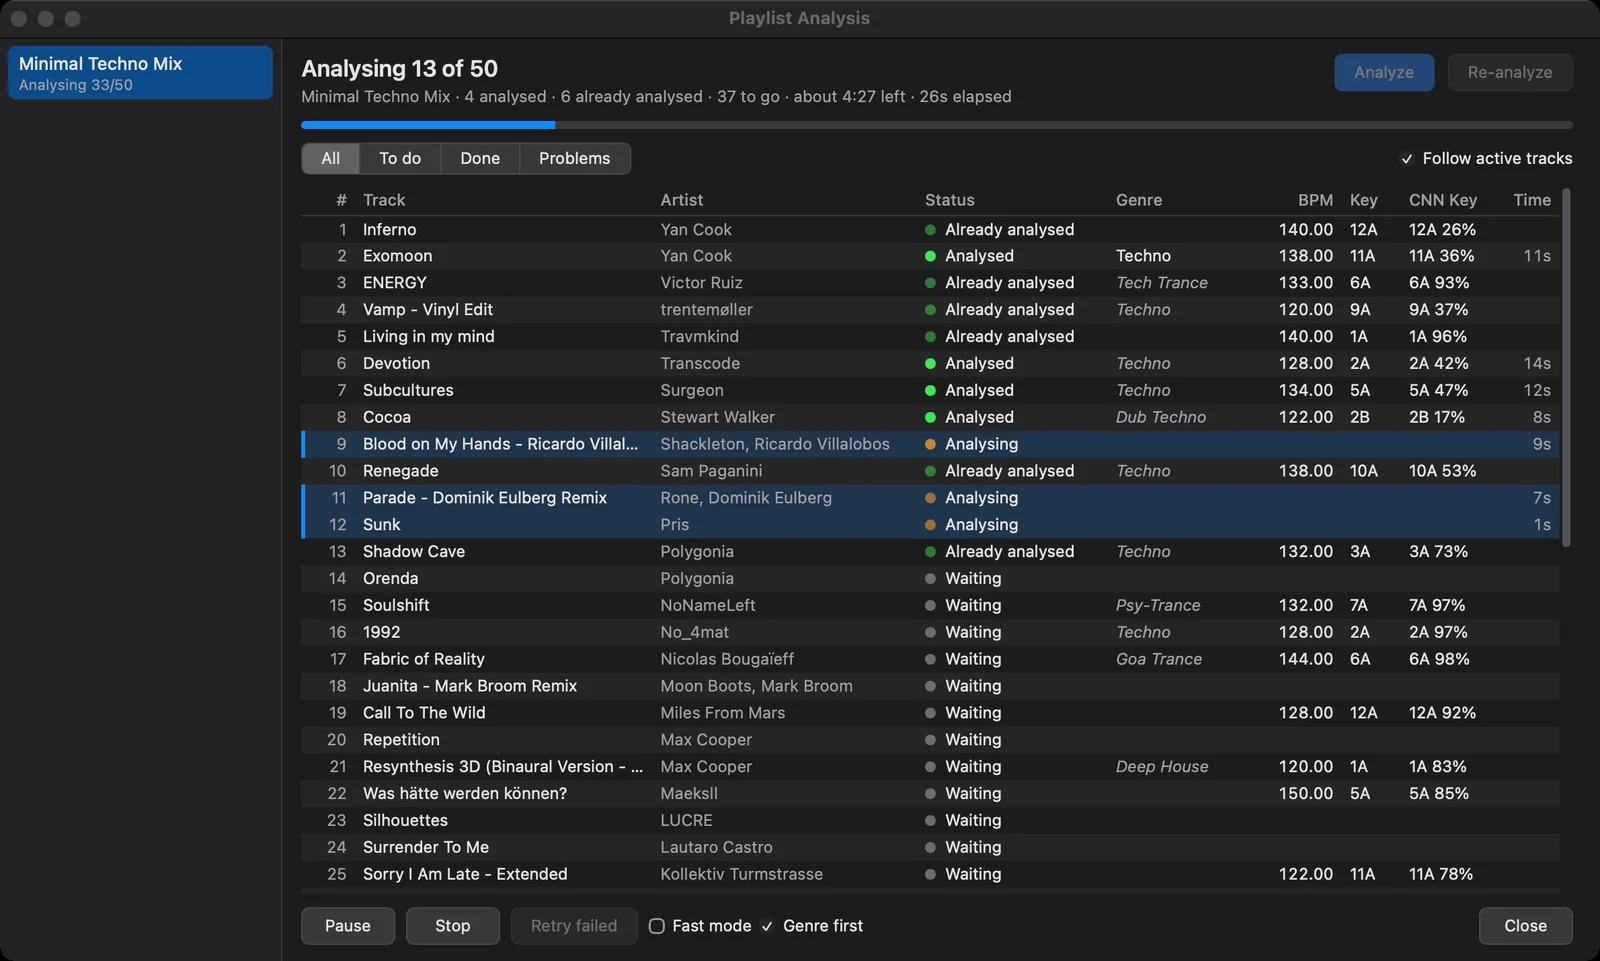 Playlist Analysis
Minimal Techno Mix
Analysing 33/50
Analysing 13 of 50
Minimal Techno Mix · 4 analysed · 6 already analysed · 37 to go · about 4:27 left · 26s elapsed
Analyze
Re-analyze
All To do Done Problems
Follow active tracks
# Track Artist Status Genre BPM Key CNN Key Time
1 Inferno Yan Cook Already analysed 140.00 12A 12A 26%
2 Exomoon Yan Cook Analysed Techno 138.00 11A 11A 36% 11s
3 ENERGY Victor Ruiz Already analysed Tech Trance 133.00 6A 6A 93%
4 Vamp - Vinyl Edit trentemøller Already analysed Techno 120.00 9A 9A 37%
5 Living in my mind Travmkind Already analysed 140.00 1A 1A 96%
6 Devotion Transcode Analysed Techno 128.00 2A 2A 42% 14s
7 Subcultures Surgeon Analysed Techno 134.00 5A 5A 47% 12s
8 Cocoa Stewart Walker Analysed Dub Techno 122.00 2B 2B 17% 8s
9 Blood on My Hands - Ricardo Villal... Shackleton, Ricardo Villalobos Analysing 9s
10 Renegade Sam Paganini Already analysed Techno 138.00 10A 10A 53%
11 Parade - Dominik Eulberg Remix Rone, Dominik Eulberg Analysing 7s
12 Sunk Pris Analysing 1s
13 Shadow Cave Polygonia Already analysed Techno 132.00 3A 3A 73%
14 Orenda Polygonia Waiting
15 Soulshift NoNameLeft Waiting Psy-Trance 132.00 7A 7A 97%
16 1992 No_4mat Waiting Techno 128.00 2A 2A 97%
17 Fabric of Reality Nicolas Bougaïeff Waiting Goa Trance 144.00 6A 6A 98%
18 Juanita - Mark Broom Remix Moon Boots, Mark Broom Waiting
19 Call To The Wild Miles From Mars Waiting 128.00 12A 12A 92%
20 Repetition Max Cooper Waiting
21 Resynthesis 3D (Binaural Version - ... Max Cooper Waiting Deep House 120.00 1A 1A 83%
22 Was hätte werden können? Maeksll Waiting 150.00 5A 5A 85%
23 Silhouettes LUCRE Waiting
24 Surrender To Me Lautaro Castro Waiting
25 Sorry I Am Late - Extended Kollektiv Turmstrasse Waiting 122.00 11A 11A 78%
Pause Stop Retry failed Fast mode Genre first Close